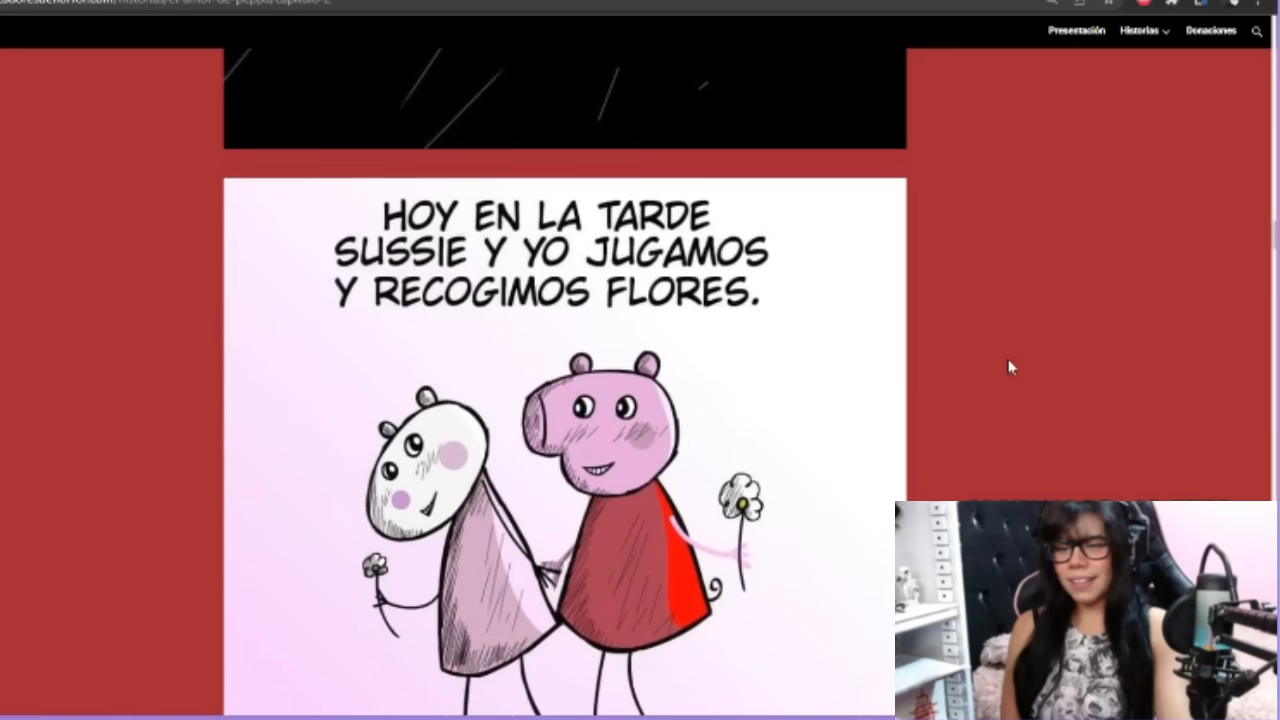 Presentación Historias Donaciones
HOY EN LA TARDE
SUSSIE Y YO JUGAMOS
Y RECOGIMOS FLORES.